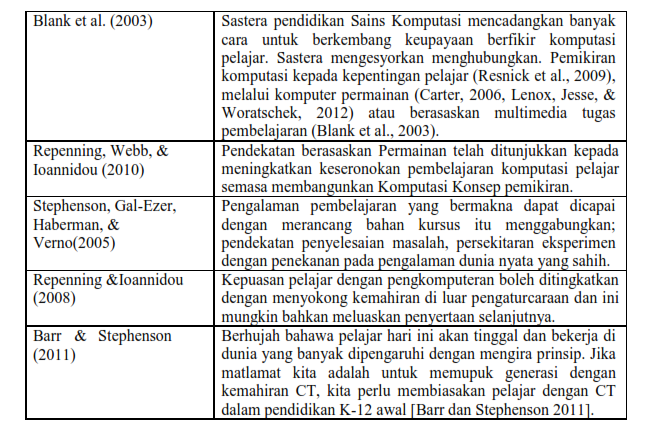 Blank et al. (2003)
Sastera pendidikan Sains Komputasi mencadangkan banyak
cara untuk berkembang keupayaan berfikir komputasi
pelajar. Sastera mengesyorkan menghubungkan. Pemikiran
komputasi kepada kepentingan pelajar (Resnick et al., 2009),
melalui komputer permainan (Carter, 2006, Lenox, Jesse, &
Woratschek, 2012) atau berasaskan multimedia tugas
pembelajaran (Blank et al., 2003).
Repenning, Webb, &
Ioannidou (2010)
Pendekatan berasaskan Permainan telah ditunjukkan kepada
meningkatkan keseronokan pembelajaran komputasi pelajar
semasa membangunkan Komputasi Konsep pemikiran.
Stephenson, Gal-Ezer,
Haberman, &
Verno(2005)
Pengalaman pembelajaran yang bermakna dapat dicapai
dengan merancang bahan kursus itu menggabungkan;
pendekatan penyelesaian masalah, persekitaran eksperimen
dengan penekanan pada pengalaman dunia nyata yang sahih.
Repenning &Ioannidou
(2008)
Kepuasan pelajar dengan pengkomputeran boleh ditingkatkan
dengan menyokong kemahiran di luar pengaturcaraan dan ini
mungkin bahkan meluaskan penyertaan selanjutnya.
Barr & Stephenson
(2011)
Berhujah bahawa pelajar hari ini akan tinggal dan bekerja di
dunia yang banyak dipengaruhi dengan mengira prinsip. Jika
matlamat kita adalah untuk memupuk generasi dengan
kemahiran CT, kita perlu membiasakan pelajar dengan CT
dalam pendidikan K-12 awal [Barr dan Stephenson 2011].